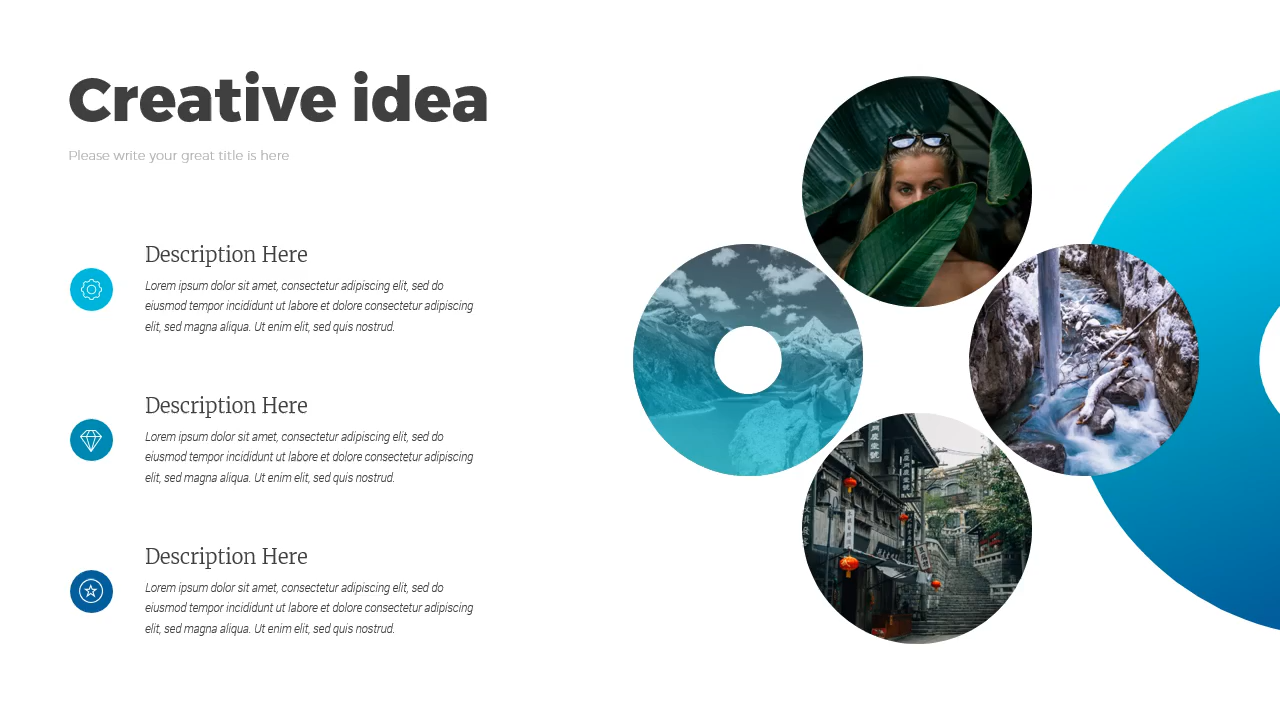 Creative idea
Please write your great title is here
Description Here
Lorem ipsum dolor sit amet, consectetur adipiscing elit, sed do
eiusmod tempor incididunt ut labore et dolore consectetur adipiscing
elit, sed magna aliqua. Ut enim elit, sed quis nostrud.
Description Here
Lorem ipsum dolor sit amet, consectetur adipiscing elit, sed do
eiusmod tempor incididunt ut labore et dolore consectetur adipiscing
elit, sed magna aliqua. Ut enim elit, sed quis nostrud.
Description Here
Lorem ipsum dolor sit amet, consectetur adipiscing elit, sed do
eiusmod tempor incididunt ut labore et dolore consectetur adipiscing
elit, sed magna aliqua. Ut enim elit, sed quis nostrud.